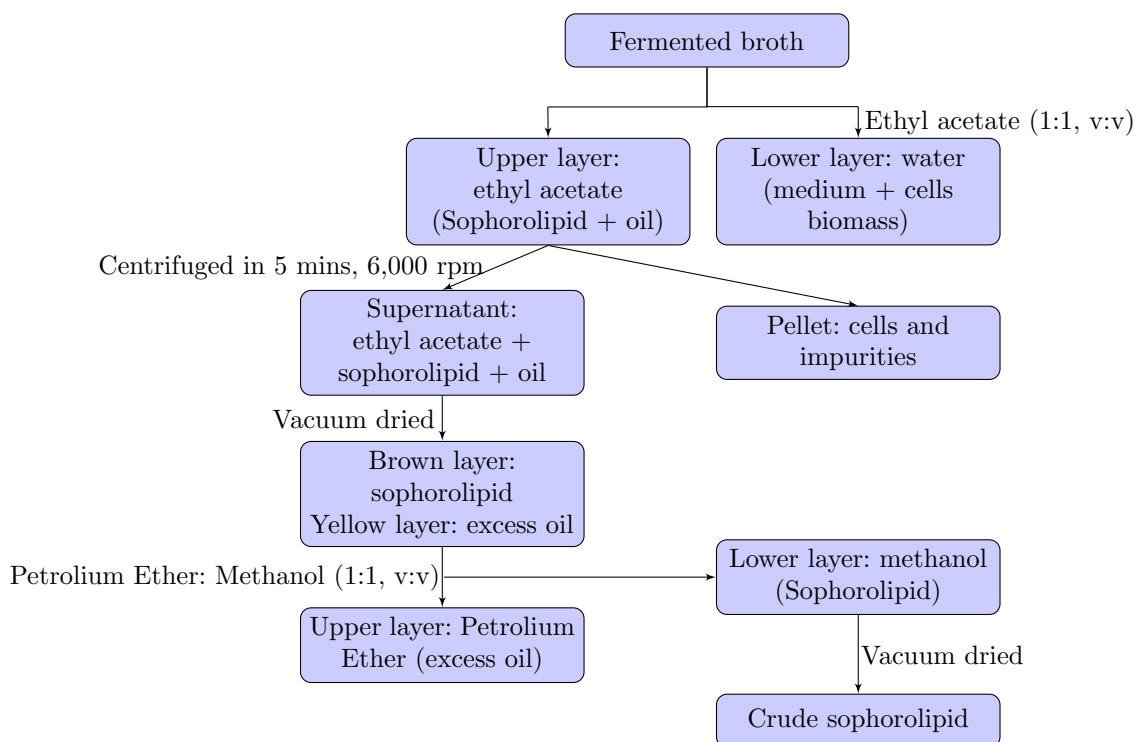 Fermented broth
Ethyl acetate (1:1, v:v)
Upper layer:
ethyl acetate
(Sophorolipid + oil)
Lower layer: water
(medium + cells
biomass)
Centrifuged in 5 mins, 6,000 rpm
Supernatant:
ethyl acetate +
sophorolipid + oil
Pellet: cells and
impurities
Vacuum dried
Brown layer:
sophorolipid
Yellow layer: excess oil
Petrolium Ether: Methanol (1:1, v:v)
Lower layer: methanol
(Sophorolipid)
Upper layer: Petrolium
Ether (excess oil)
Vacuum dried
Crude sophorolipid